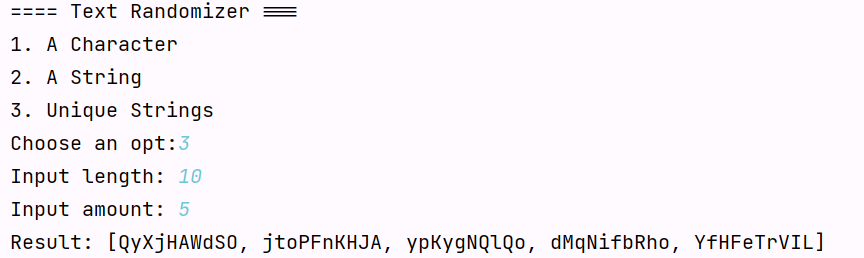 ==== Text Randomizer ===
1. A Character
2. A String
3. Unique Strings
Choose an opt:3
Input length: 10
Input amount: 5
Result: [QyXjHAWdSO, jtoPFnKHJA, ypKygNQlQo, dMqNifbRho, YfHFeTrVIL]